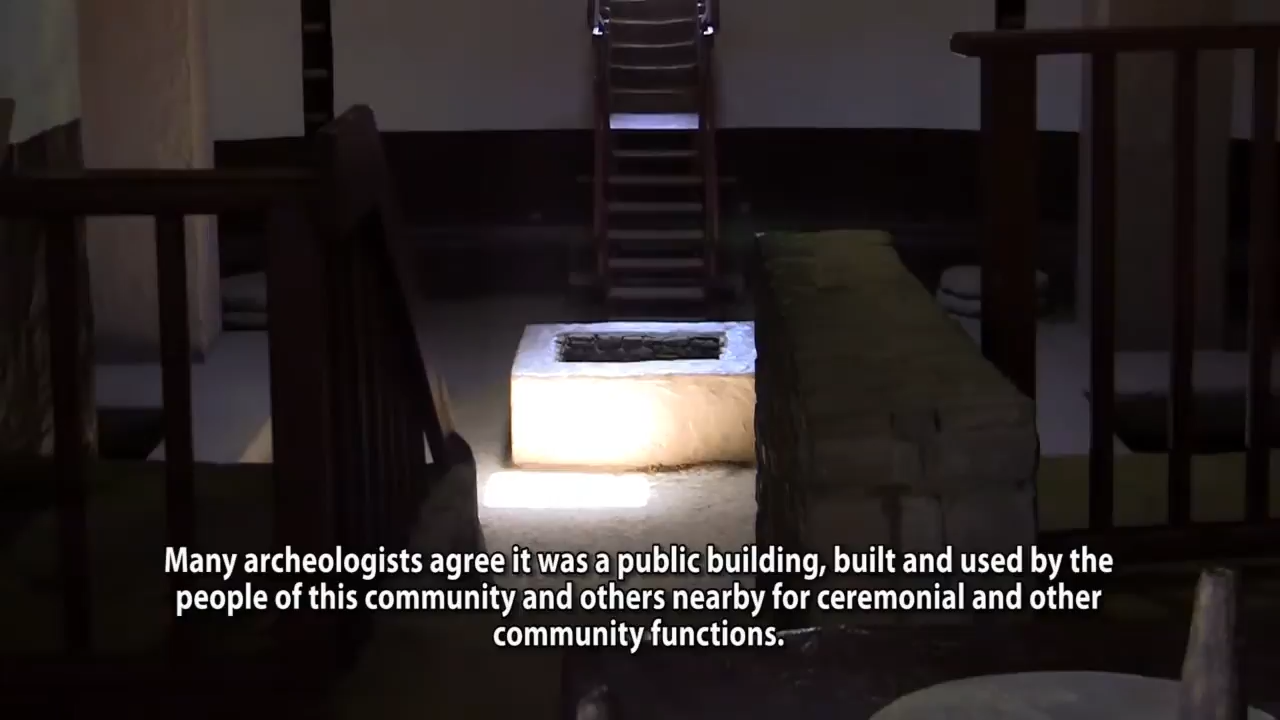 Many archeologists agree it was a public building, built and used by the
people of this community and others nearby for ceremonial and other
community functions.